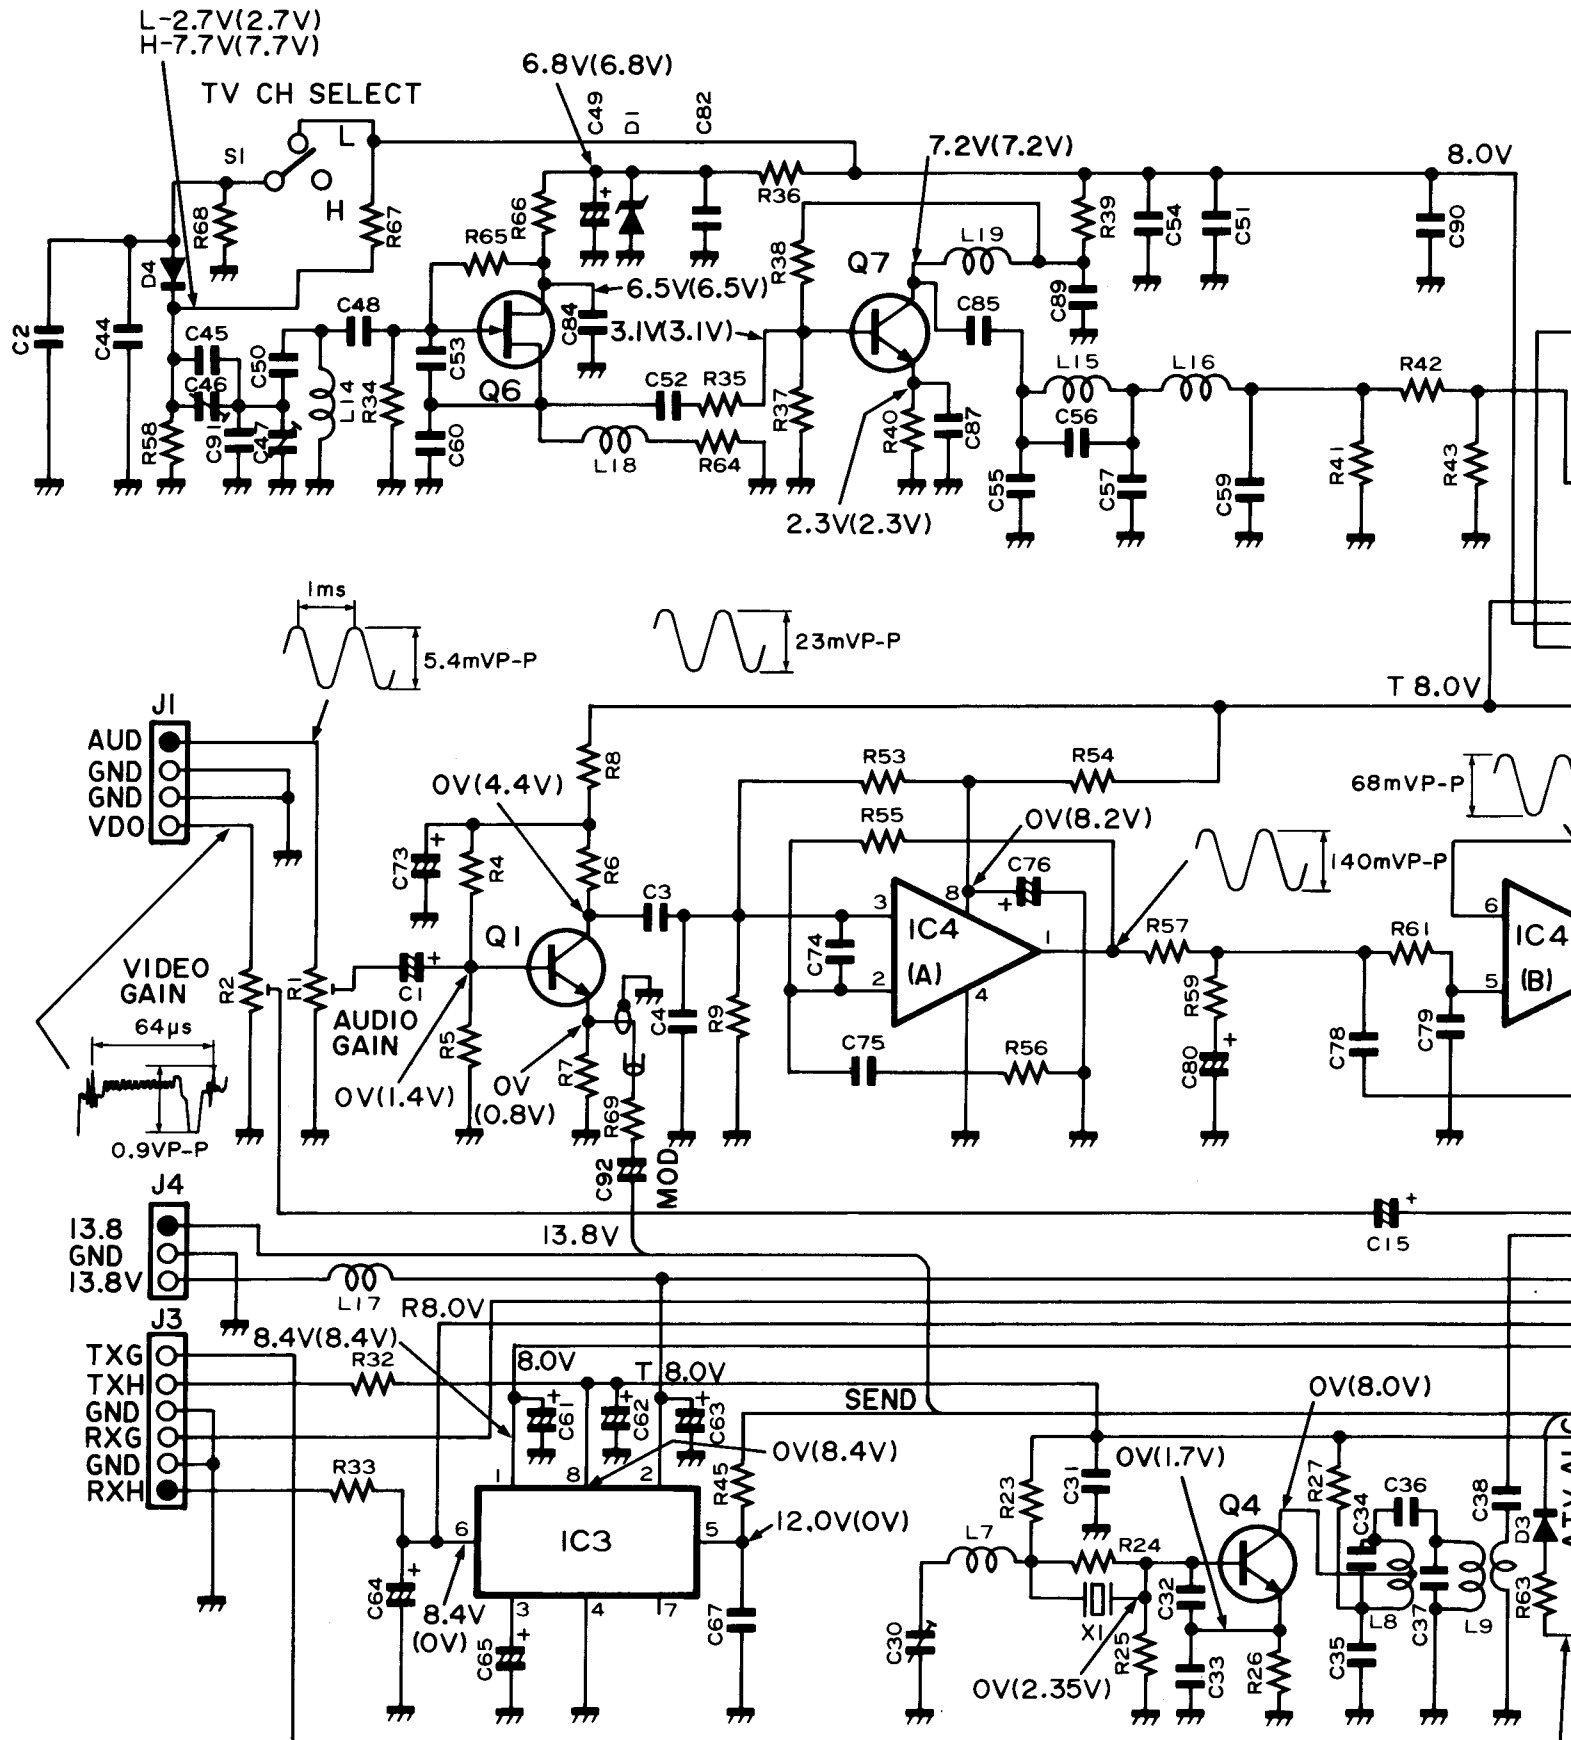 L-2.7V(2.7V)
H-7.7V(7.7V)
TV CH SELECT
6.8V(6.8V)
C49
D1
C82
S1
L
H
7.2V(7.2V)
8.0V
R68
R67
R66
R36
R39
C54
C51
C90
D4
R65
R38
Q7
L19
C2
C44
C45
C50
C48
6.5V(6.5V)
C84
3.1V(3.1V)
C89
C85
C46
L14
R34
C53
Q6
C52
R35
L15
L16
R42
R58
C91
C47
C60
L18
R64
R37
R40
C87
C56
C55
C57
C59
R41
R43
2.3V(2.3V)
1ms
5.4mVP-P
23mVP-P
T 8.0V
J1
AUD
GND
GND
VDO
0V(4.4V)
R8
R53
R54
68mVP-P
R55
0V(8.2V)
140mVP-P
C73
R4
R6
C3
C76
3
8
+
6
Q1
IC4
(A)
1
R57
R61
IC4
(B)
VIDEO
GAIN
R2
R1
C1
C74
2
4
5
R59
64µs
AUDIO
GAIN
R5
R7
C4
R9
C75
R56
C80
C78
C79
0V(1.4V)
0V
(0.8V)
R69
0.9VP-P
C92
MOD
J4
13.8
GND
13.8V
13.8V
C15
L17
R8.0V
J3
8.4V(8.4V)
8.0V
T 8.0V
TXG
TXH
GND
RXG
GND
RXH
R32
C61
C62
C63
SEND
0V(8.0V)
0V(8.4V)
0V(1.7V)
R33
1
8
2
R45
R23
C31
Q4
R27
C34
C36
C38
D3
6
IC3
5
12.0V(0V)
L7
R24
C64
8.4V
(0V)
3
4
7
C65
C67
C30
X1
C32
R25
C33
R26
L8
C35
C37
L9
R63
0V(2.35V)